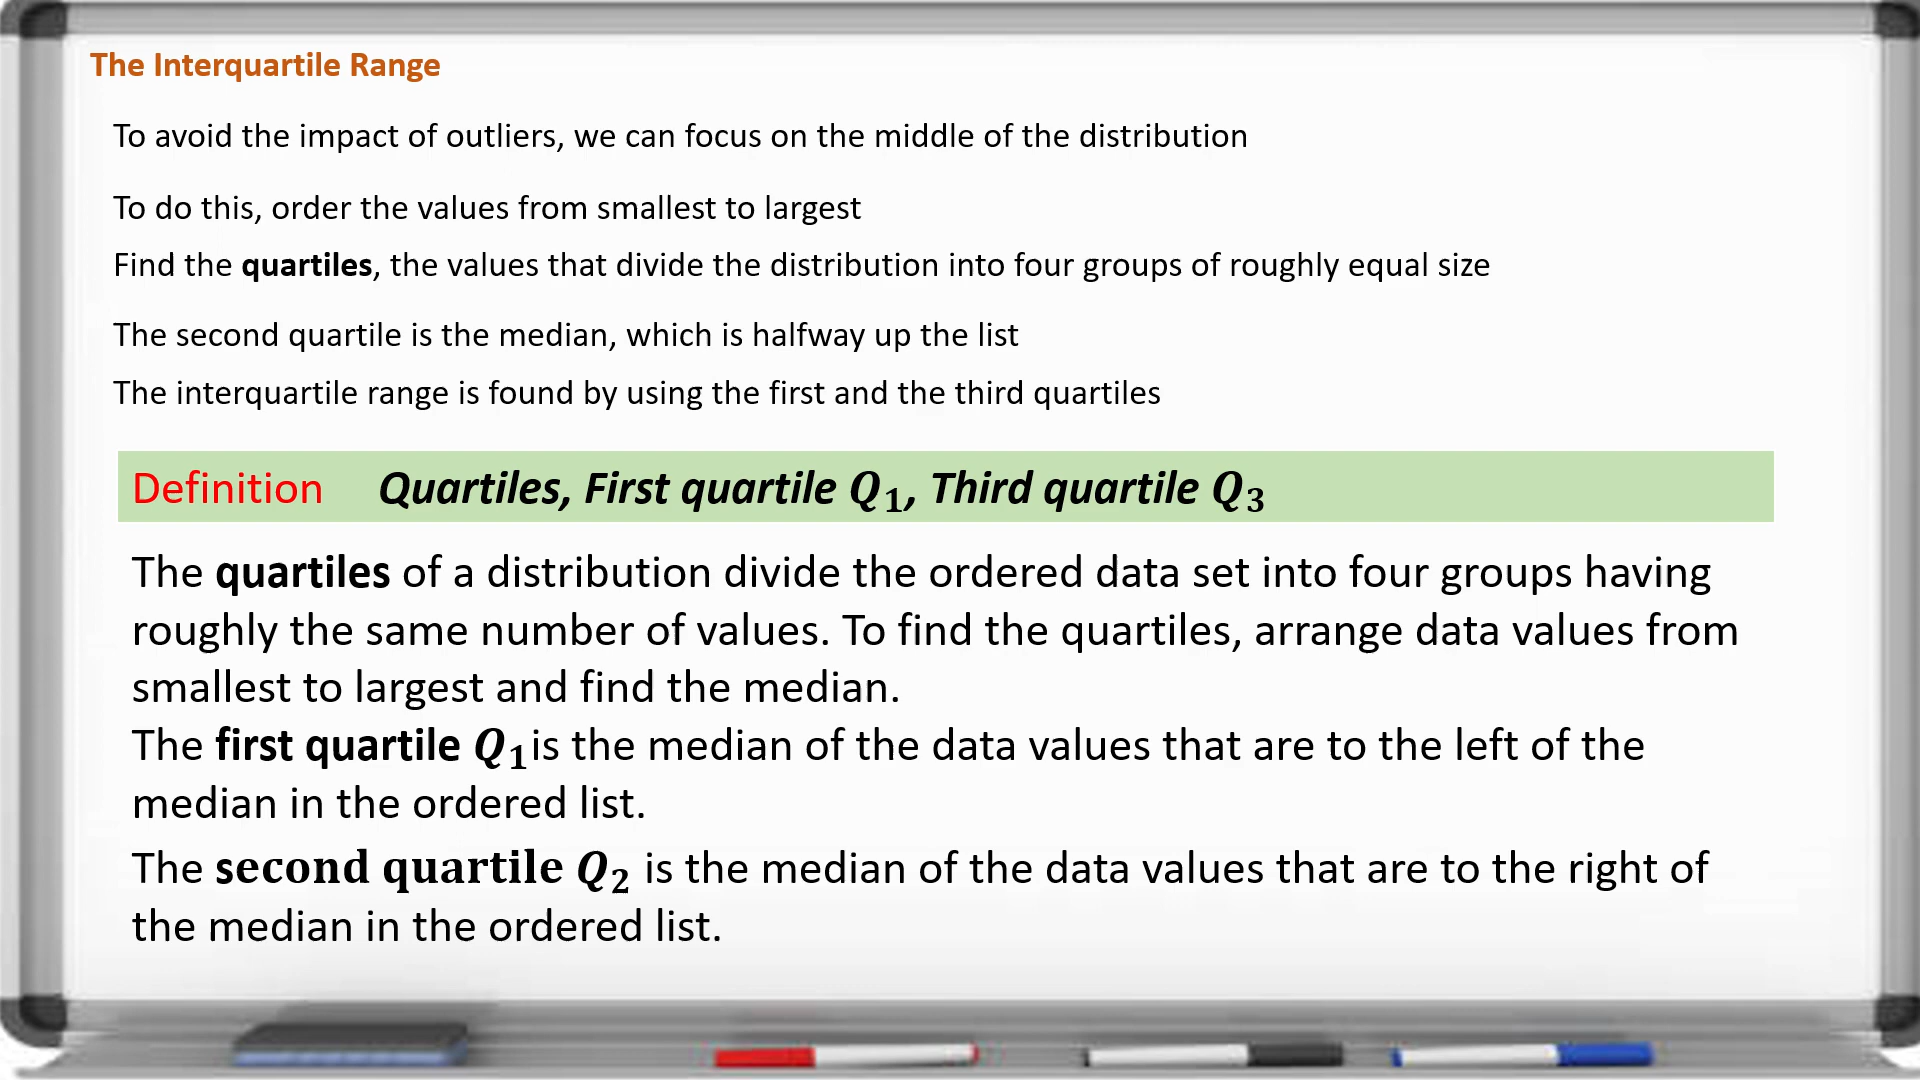 The Interquartile Range
To avoid the impact of outliers, we can focus on the middle of the distribution
To do this, order the values from smallest to largest
Find the quartiles, the values that divide the distribution into four groups of roughly equal size
The second quartile is the median, which is halfway up the list
The interquartile range is found by using the first and the third quartiles
Definition Quartiles, First quartile Q₁, Third quartile Q₃
The quartiles of a distribution divide the ordered data set into four groups having
roughly the same number of values. To find the quartiles, arrange data values from
smallest to largest and find the median.
The first quartile Q₁is the median of the data values that are to the left of the
median in the ordered list.
The second quartile Q₂ is the median of the data values that are to the right of
the median in the ordered list.